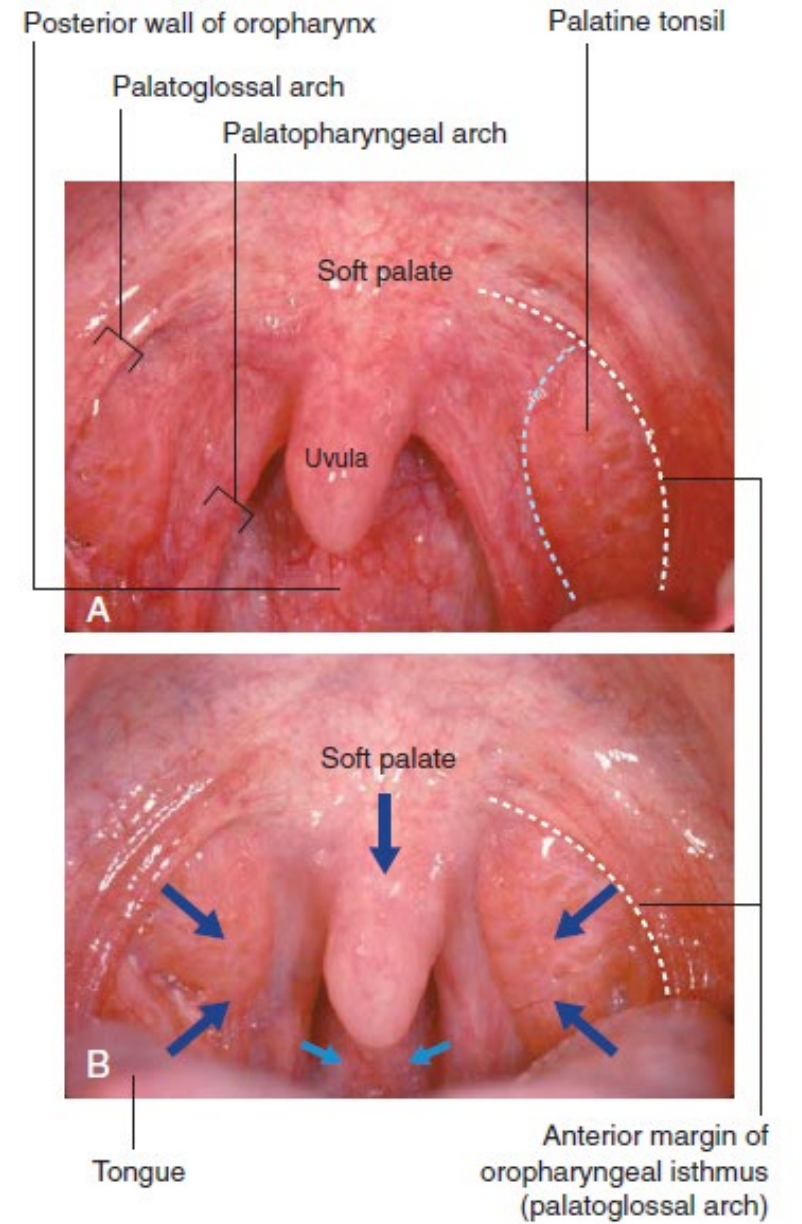 Posterior wall of oropharynx
Palatine tonsil
Palatoglossal arch
Palatopharyngeal arch
Soft palate
Uvula
A
Soft palate
B
Tongue
Anterior margin of
oropharyngeal isthmus
(palatoglossal arch)